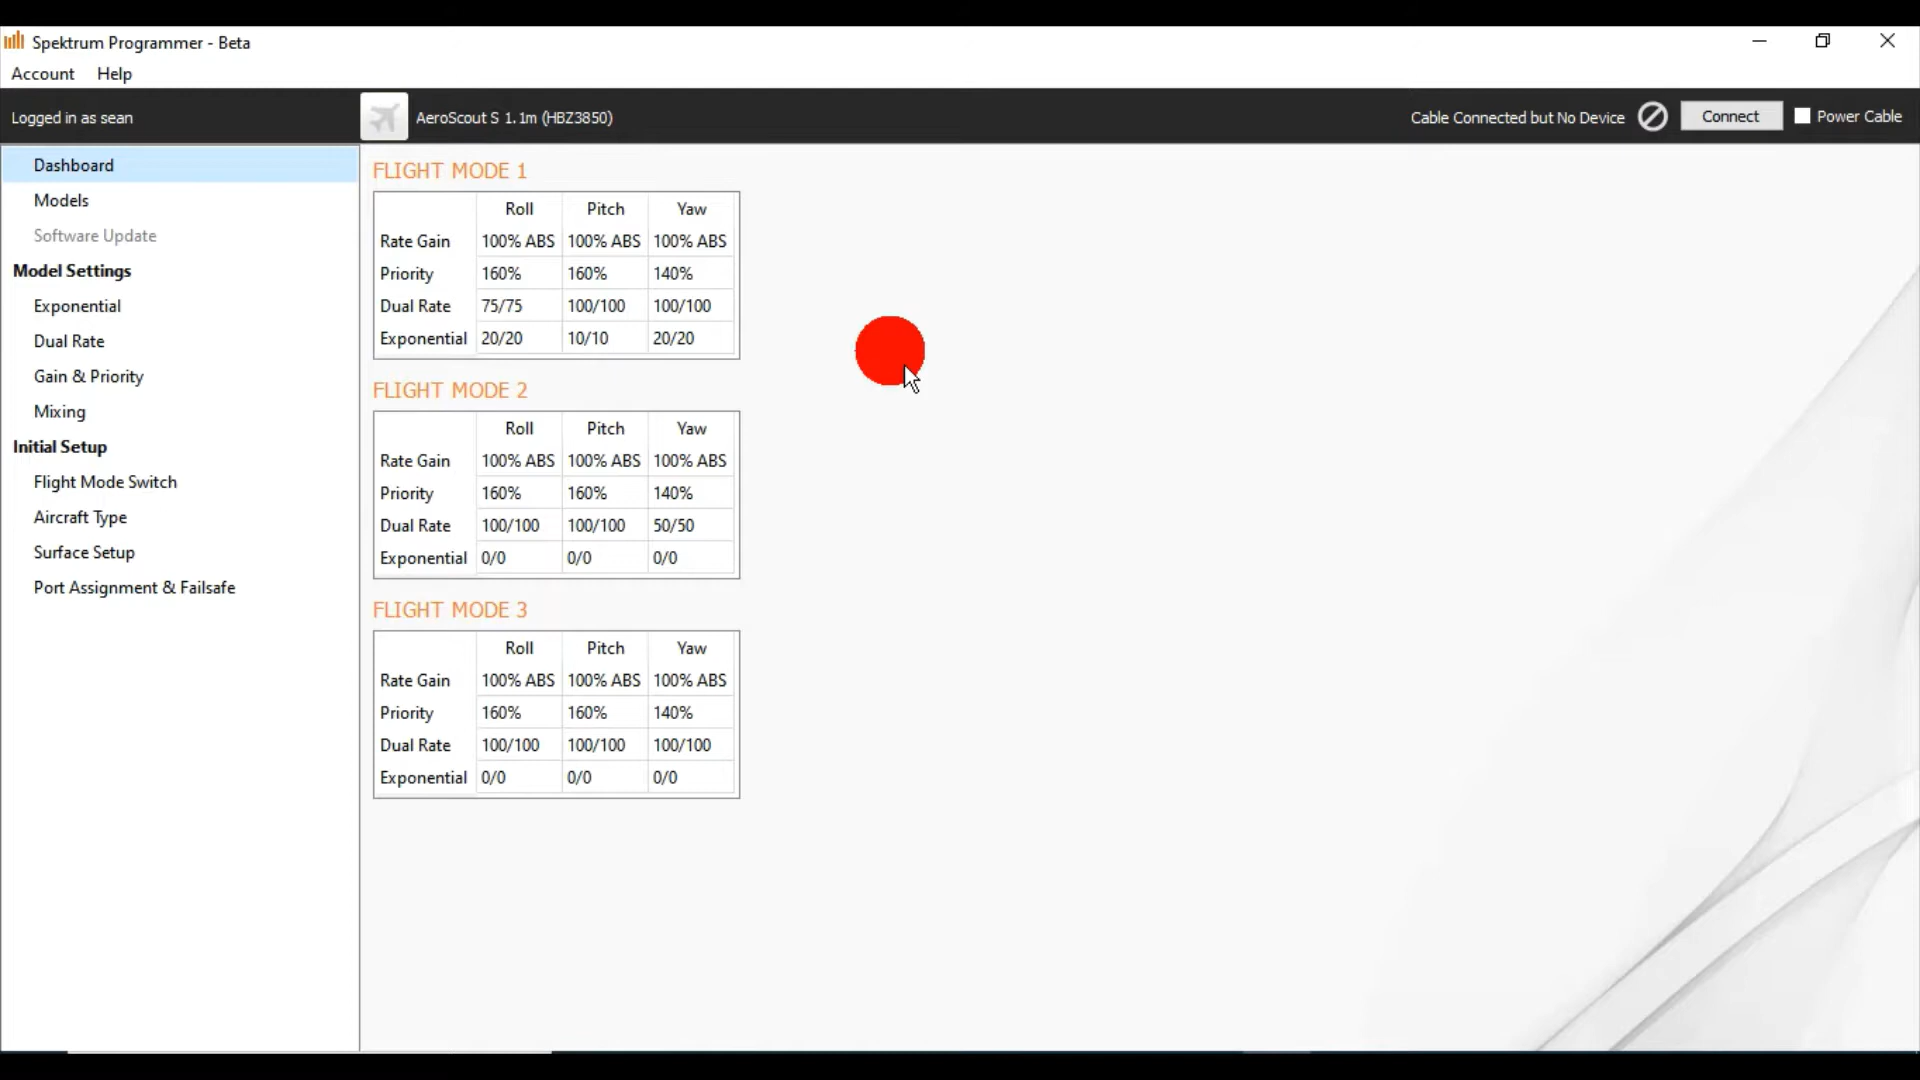 Spektrum Programmer - Beta
Account Help
Logged in as sean AeroScout S 1.1m (HBZ3850) Cable Connected but No Device Connect Power Cable
Dashboard
Models
Software Update
Model Settings
Exponential
Dual Rate
Gain & Priority
Mixing
Initial Setup
Flight Mode Switch
Aircraft Type
Surface Setup
Port Assignment & Failsafe
FLIGHT MODE 1
Roll Pitch Yaw
Rate Gain 100% ABS 100% ABS 100% ABS
Priority 160% 160% 140%
Dual Rate 75/75 100/100 100/100
Exponential 20/20 10/10 20/20
FLIGHT MODE 2
Roll Pitch Yaw
Rate Gain 100% ABS 100% ABS 100% ABS
Priority 160% 160% 140%
Dual Rate 100/100 100/100 50/50
Exponential 0/0 0/0 0/0
FLIGHT MODE 3
Roll Pitch Yaw
Rate Gain 100% ABS 100% ABS 100% ABS
Priority 160% 160% 140%
Dual Rate 100/100 100/100 100/100
Exponential 0/0 0/0 0/0